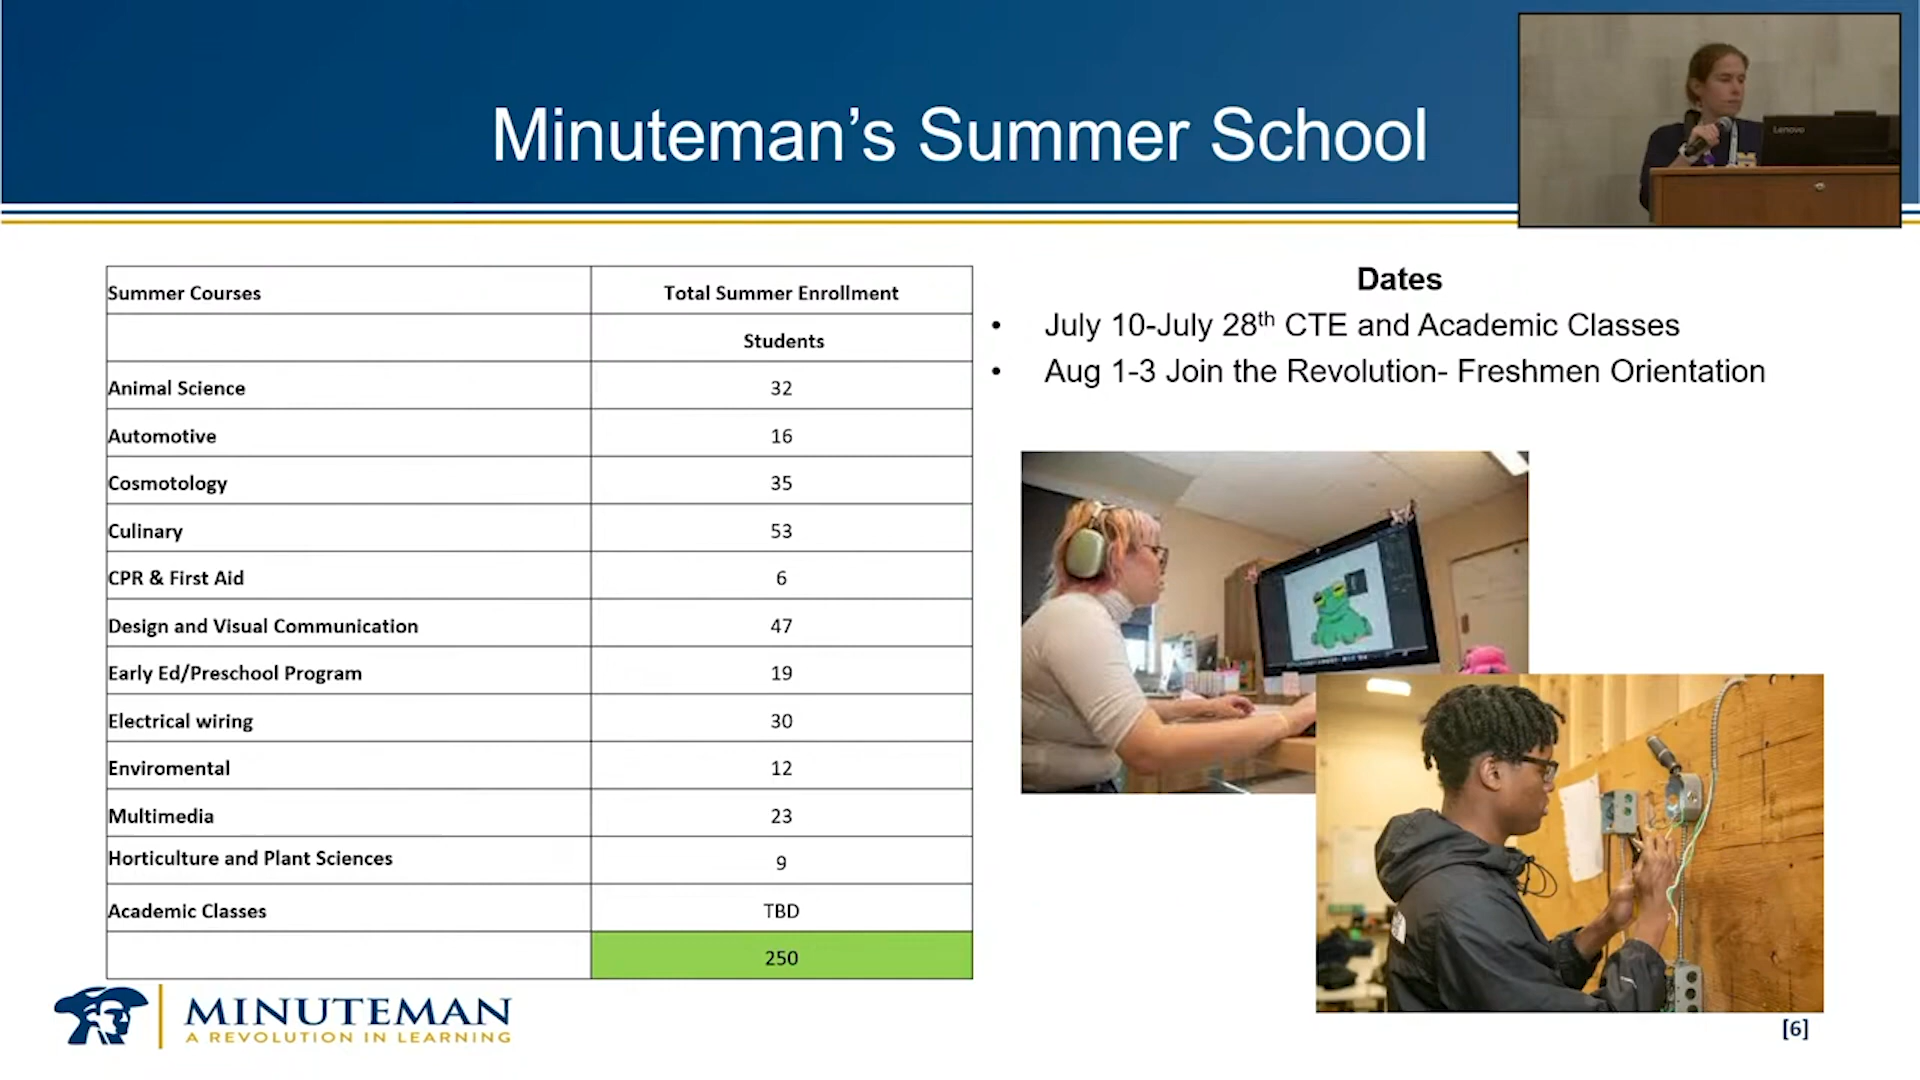 Minuteman's Summer School
Lenovo
Summer Courses Total Summer Enrollment
Students
Animal Science 32
Automotive 16
Cosmotology 35
Culinary 53
CPR & First Aid 6
Design and Visual Communication 47
Early Ed/Preschool Program 19
Electrical wiring 30
Enviromental 12
Multimedia 23
Horticulture and Plant Sciences 9
Academic Classes TBD
250
Dates
• July 10-July 28th CTE and Academic Classes
• Aug 1-3 Join the Revolution- Freshmen Orientation
MINUTEMAN
A REVOLUTION IN LEARNING
[6]